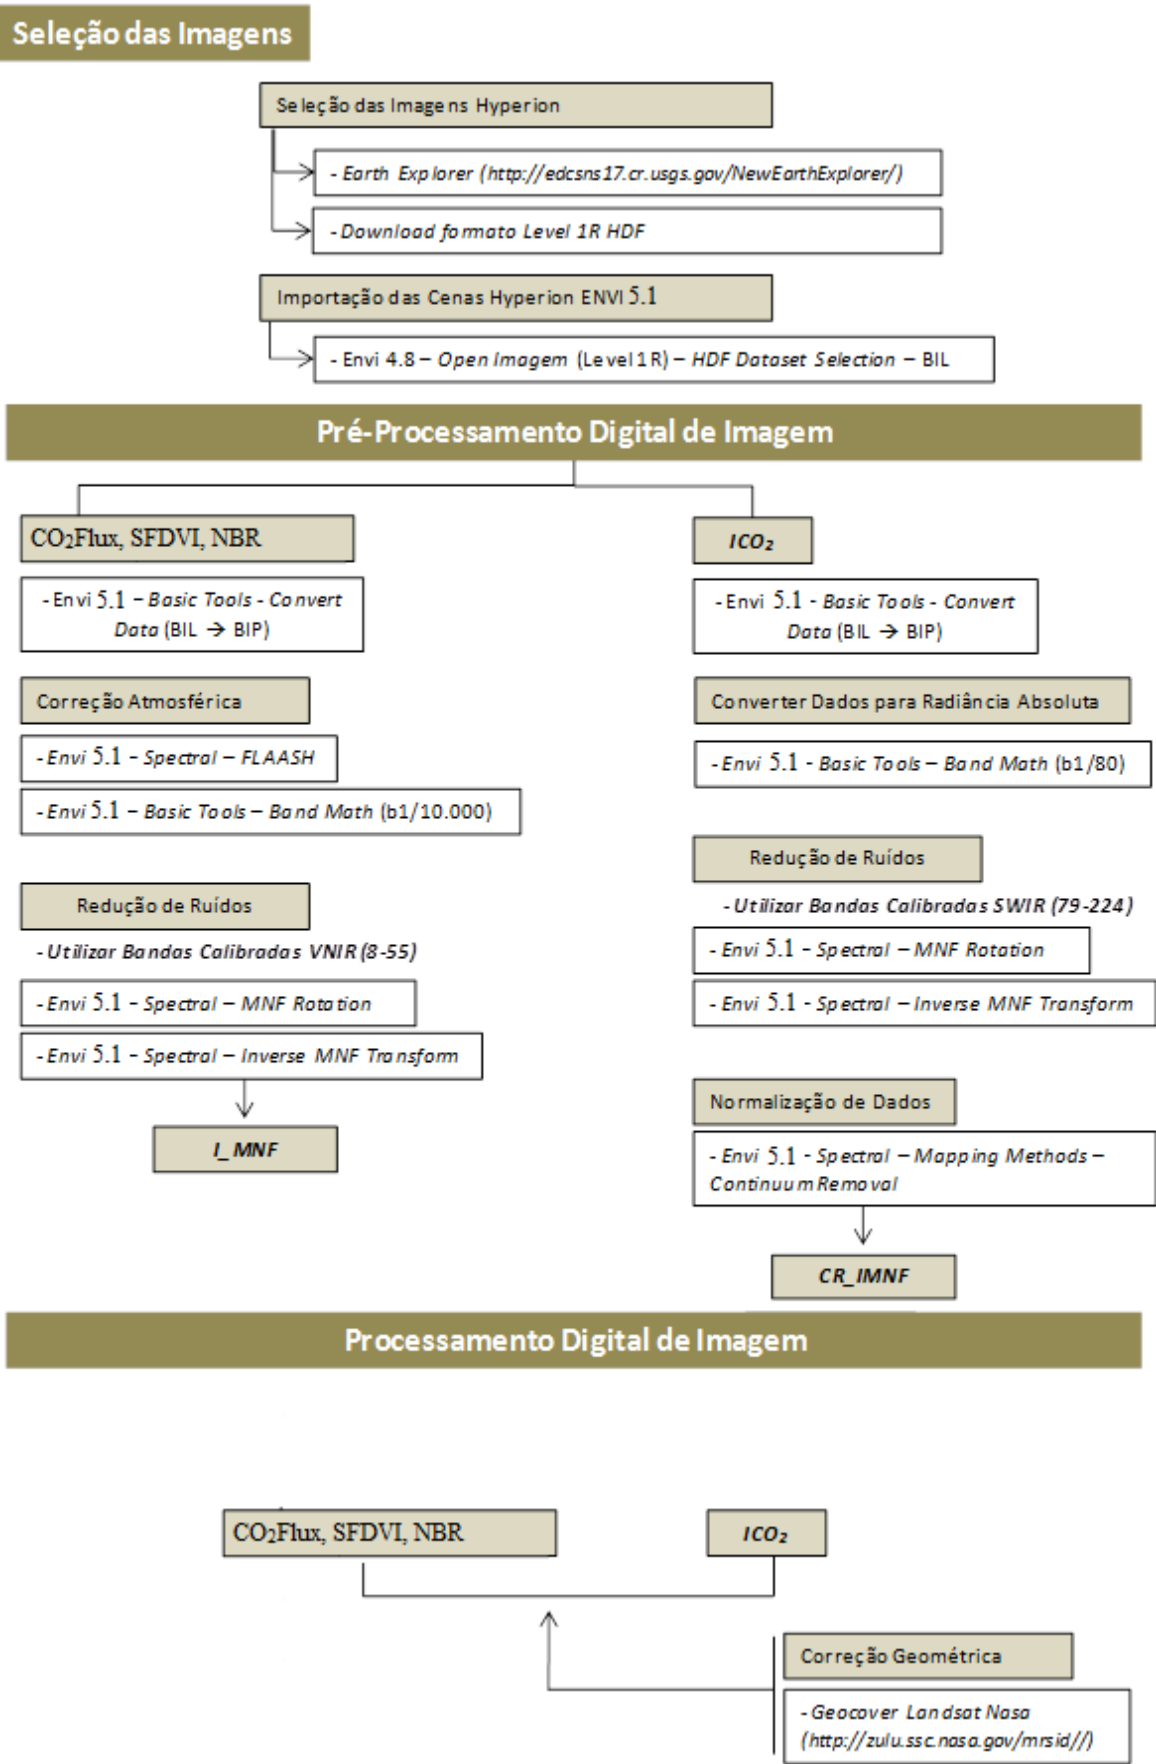 Seleção das Imagens
Seleção das Imagens Hyperion
- Earth Explorer (http://edcsns17.cr.usgs.gov/NewEarthExplorer/)
- Download formato Level 1R HDF
Importação das Cenas Hyperion ENVI 5.1
- Envi 4.8 – Open Imagem (Level 1R) – HDF Dataset Selection – BIL
Pré-Processamento Digital de Imagem
CO₂Flux, SFDVI, NBR
- Envi 5.1 – Basic Tools - Convert
Data (BIL → BIP)
Correção Atmosférica
- Envi 5.1 - Spectral – FLAASH
- Envi 5.1 – Basic Tools – Band Math (b1/10.000)
Redução de Ruídos
- Utilizar Bandas Calibradas VNIR (8-55)
- Envi 5.1 - Spectral – MNF Rotation
- Envi 5.1 - Spectral – Inverse MNF Transform
I_MNF
ICO₂
- Envi 5.1 - Basic Tools - Convert
Data (BIL → BIP)
Converter Dados para Radiância Absoluta
- Envi 5.1 - Basic Tools – Band Math (b1/80)
Redução de Ruídos
- Utilizar Bandas Calibradas SWIR (79-224)
- Envi 5.1 - Spectral – MNF Rotation
- Envi 5.1 - Spectral – Inverse MNF Transform
Normalização de Dados
- Envi 5.1 - Spectral – Mapping Methods –
Continuum Removal
CR_IMNF
Processamento Digital de Imagem
CO₂Flux, SFDVI, NBR
ICO₂
Correção Geométrica
- Geocover Landsat Nasa
(http://zulu.ssc.nasa.gov/mrsid//)